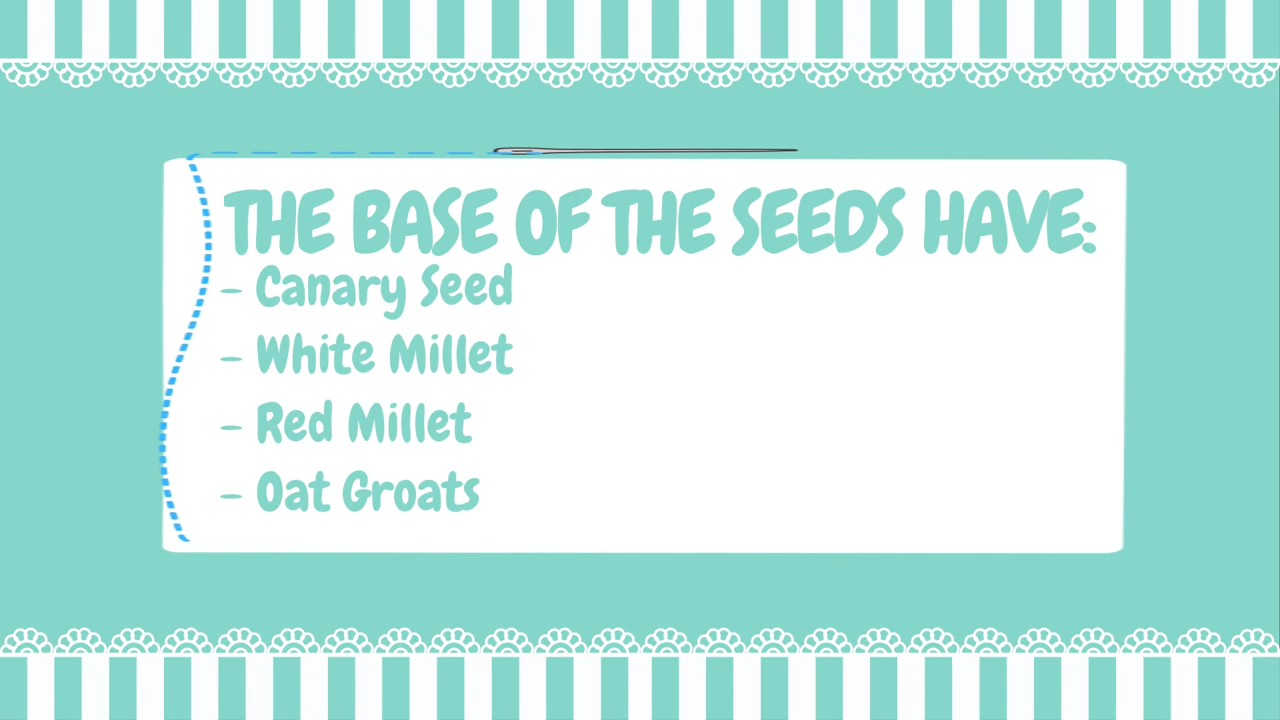 THE BASE OF THE SEEDS HAVE:
- Canary Seed
- White Millet
- Red Millet
- Oat Groats